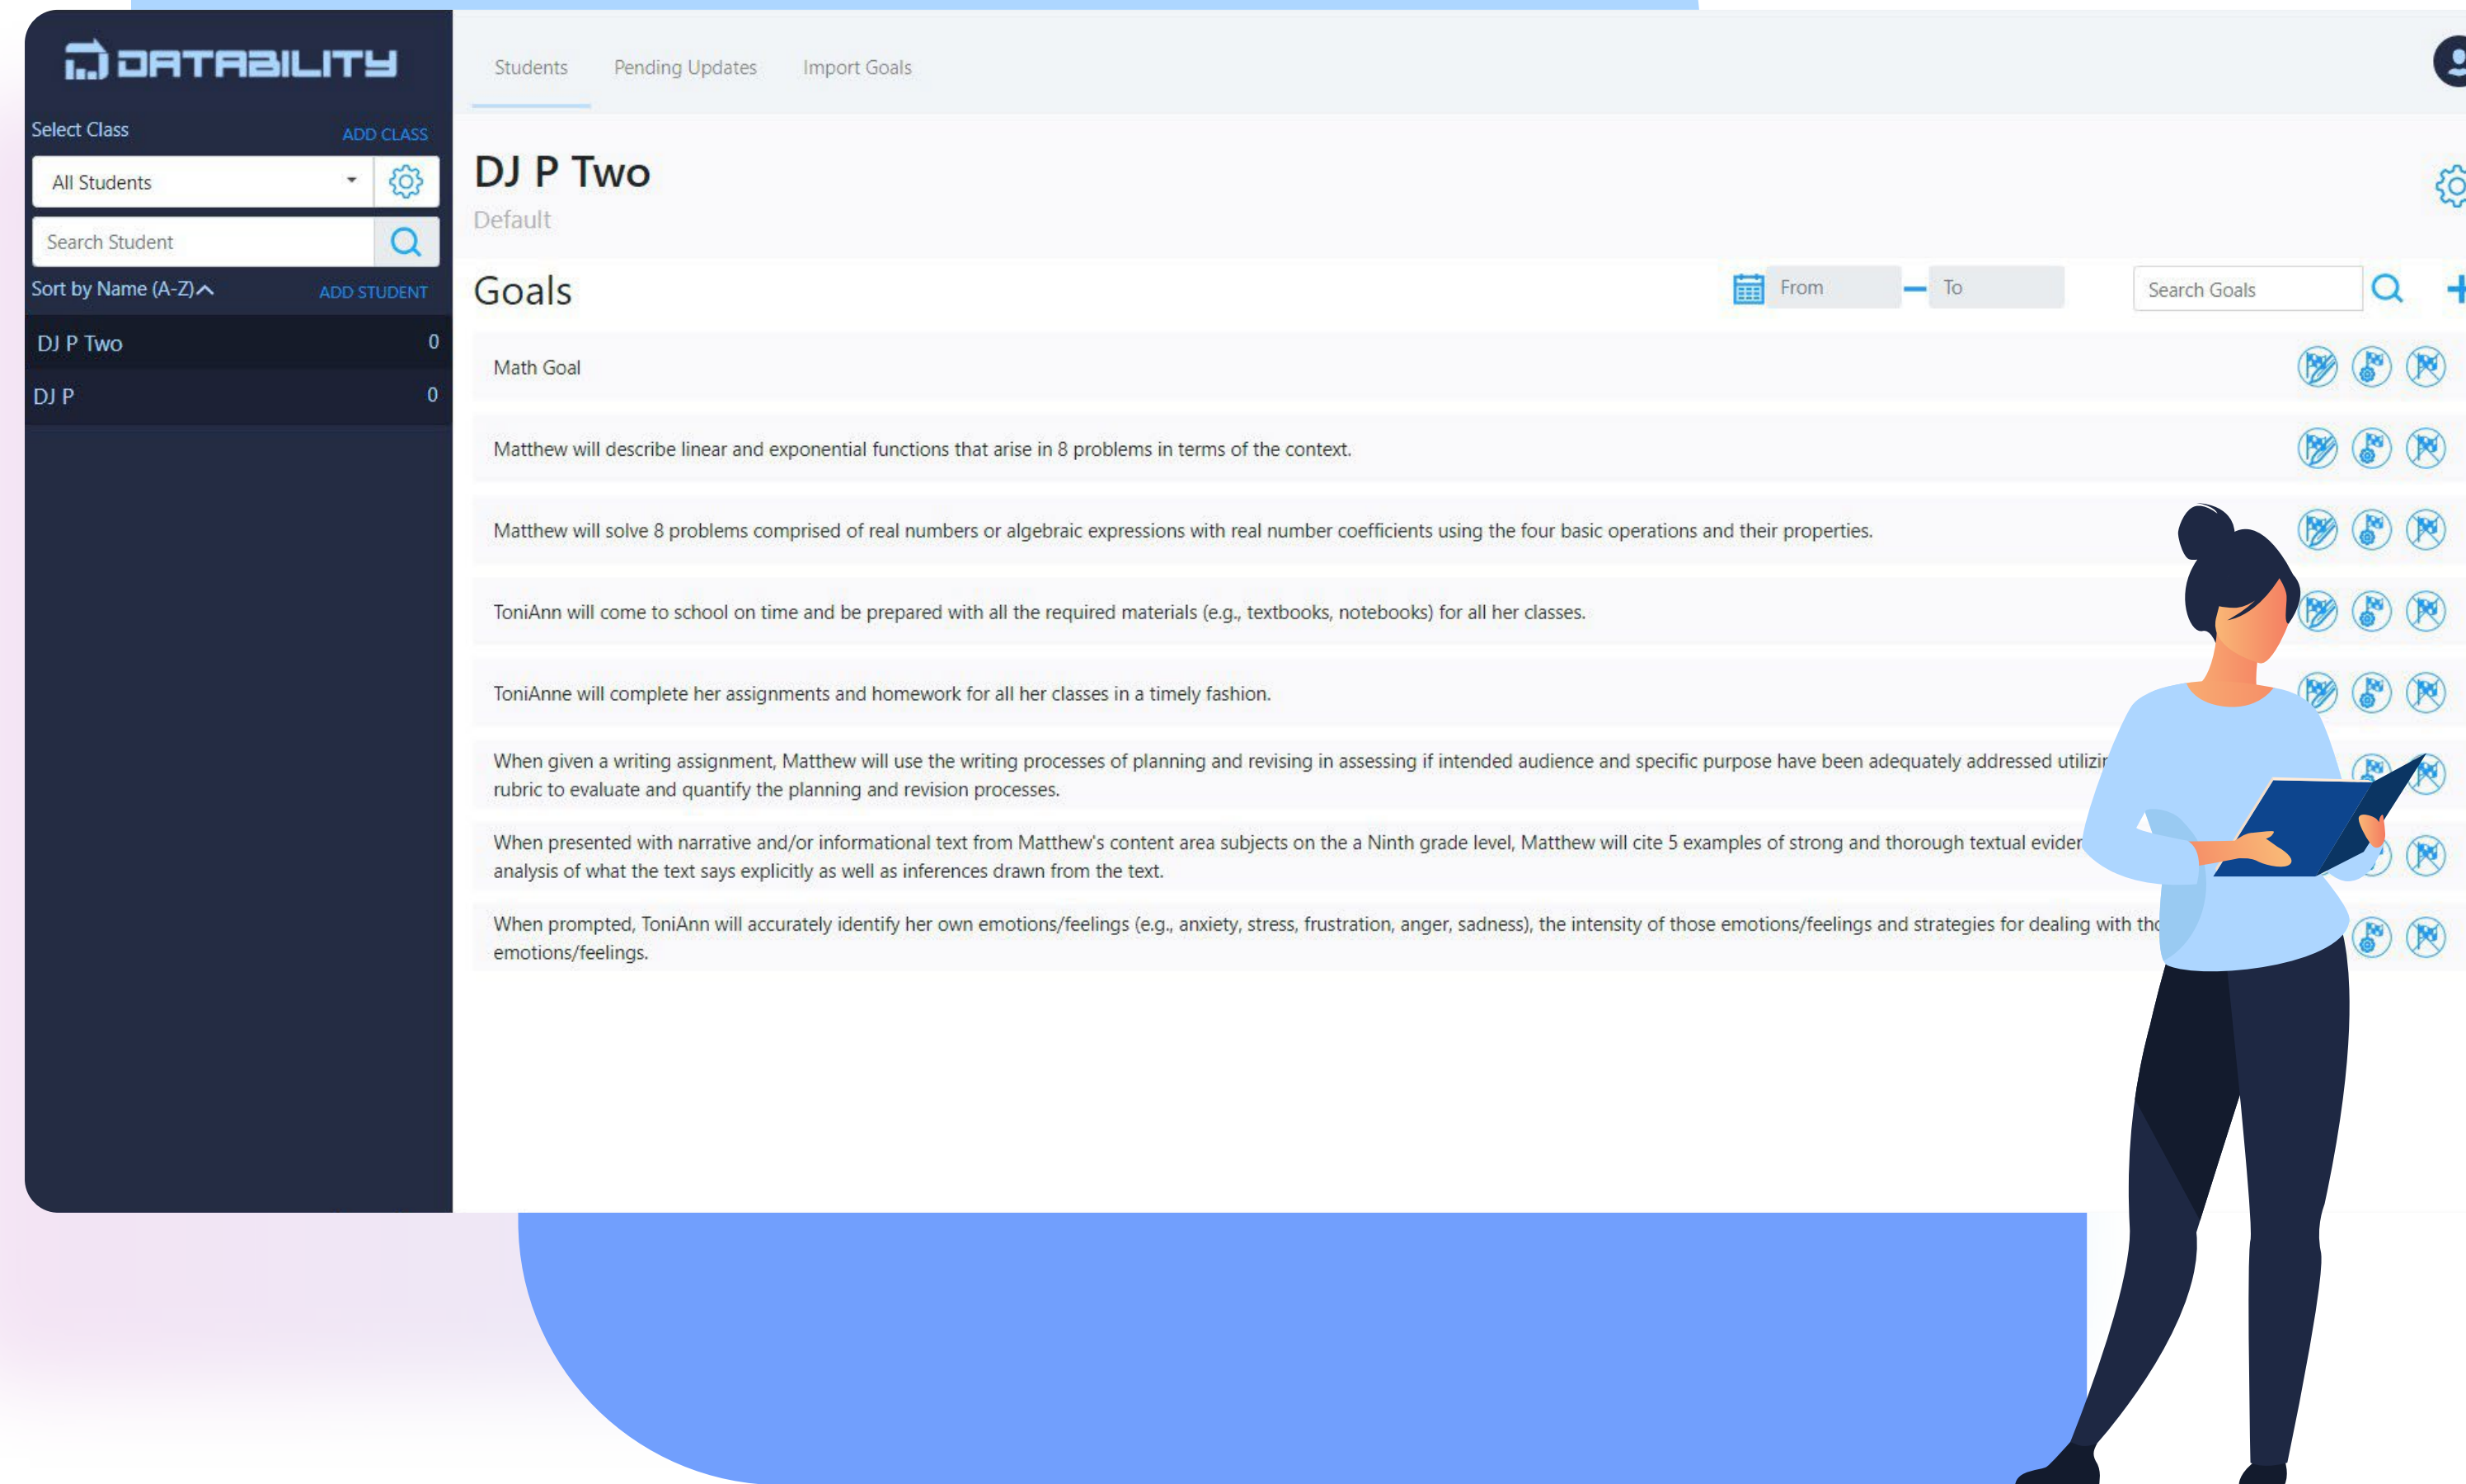 DATABILITY
Students Pending Updates Import Goals
Select Class ADD CLASS
All Students
Search Student
Sort by Name (A-Z) ADD STUDENT
DJ P Two 0
DJ P 0
DJ P Two
Default
Goals
From To
Search Goals
Math Goal
Matthew will describe linear and exponential functions that arise in 8 problems in terms of the context.
Matthew will solve 8 problems comprised of real numbers or algebraic expressions with real number coefficients using the four basic operations and their properties.
ToniAnn will come to school on time and be prepared with all the required materials (e.g., textbooks, notebooks) for all her classes.
ToniAnne will complete her assignments and homework for all her classes in a timely fashion.
When given a writing assignment, Matthew will use the writing processes of planning and revising in assessing if intended audience and specific purpose have been adequately addressed
rubric to evaluate and quantify the planning and revision processes.
When presented with narrative and/or informational text from Matthew's content area subjects on the a Ninth grade level, Matthew will cite 5 examples of strong and thorough textual
analysis of what the text says explicitly as well as inferences drawn from the text.
When prompted, ToniAnn will accurately identify her own emotions/feelings (e.g., anxiety, stress, frustration, anger, sadness), the intensity of those emotions/feelings and strategies for dealing with
emotions/feelings.